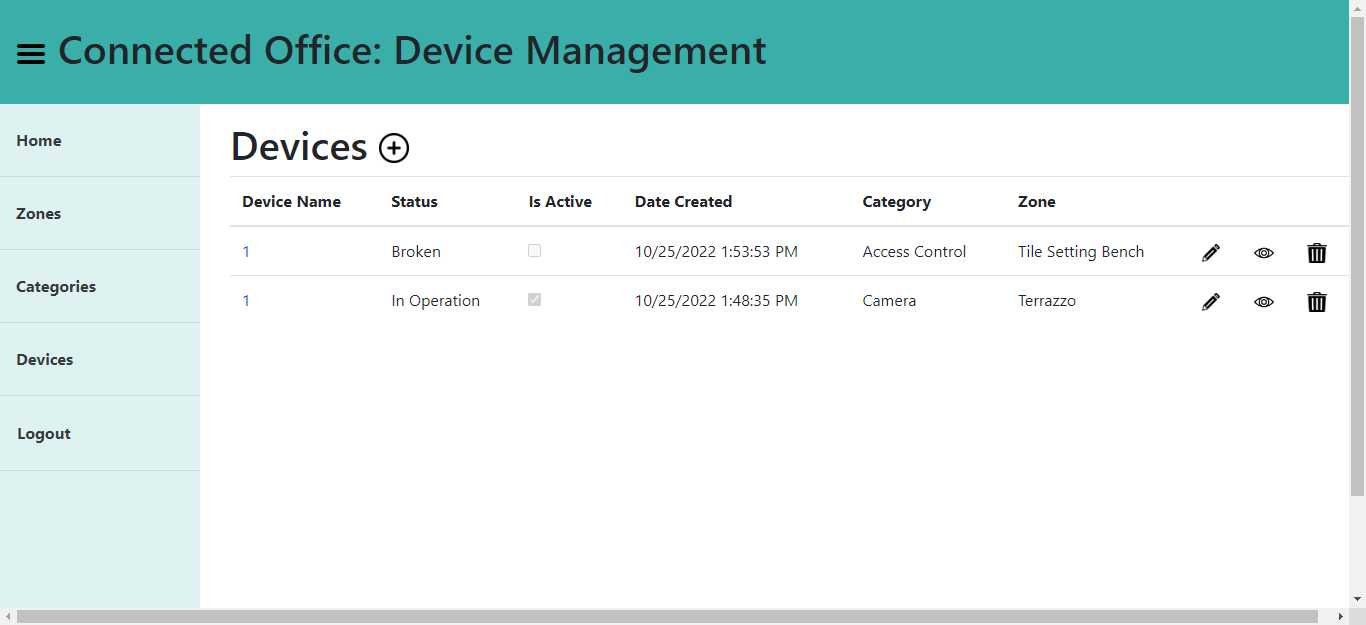 Connected Office: Device Management
Home
Zones
Categories
Devices
Logout
Devices
Device Name Status Is Active Date Created Category Zone
1 Broken 10/25/2022 1:53:53 PM Access Control Tile Setting Bench
1 In Operation 10/25/2022 1:48:35 PM Camera Terrazzo